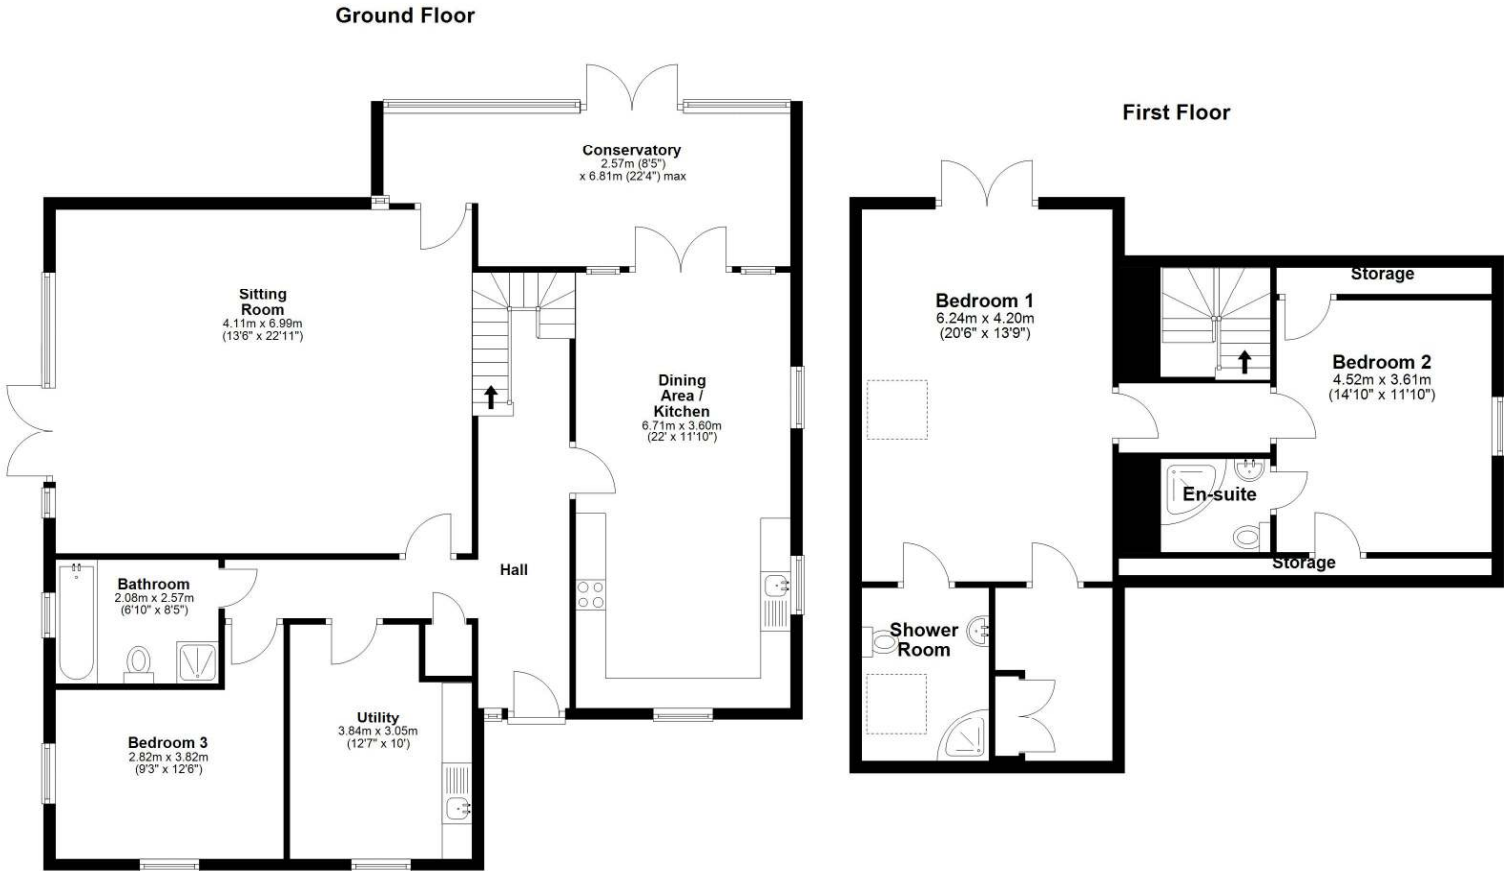 Ground Floor
Conservatory
2.57m (8'5")
x 6.81m (22'4") max
Sitting
Room
4.11m x 6.99m
(13'6" x 22'11")
Dining
Area /
Kitchen
6.71m x 3.60m
(22' x 11'10")
Hall
Bathroom
2.08m x 2.57m
(6'10" x 8'5")
Bedroom 3
2.82m x 3.82m
(9'3" x 12'6")
Utility
3.84m x 3.05m
(12'7" x 10')
First Floor
Bedroom 1
6.24m x 4.20m
(20'6" x 13'9")
Storage
Bedroom 2
4.52m x 3.61m
(14'10" x 11'10")
En-suite
Storage
Shower
Room